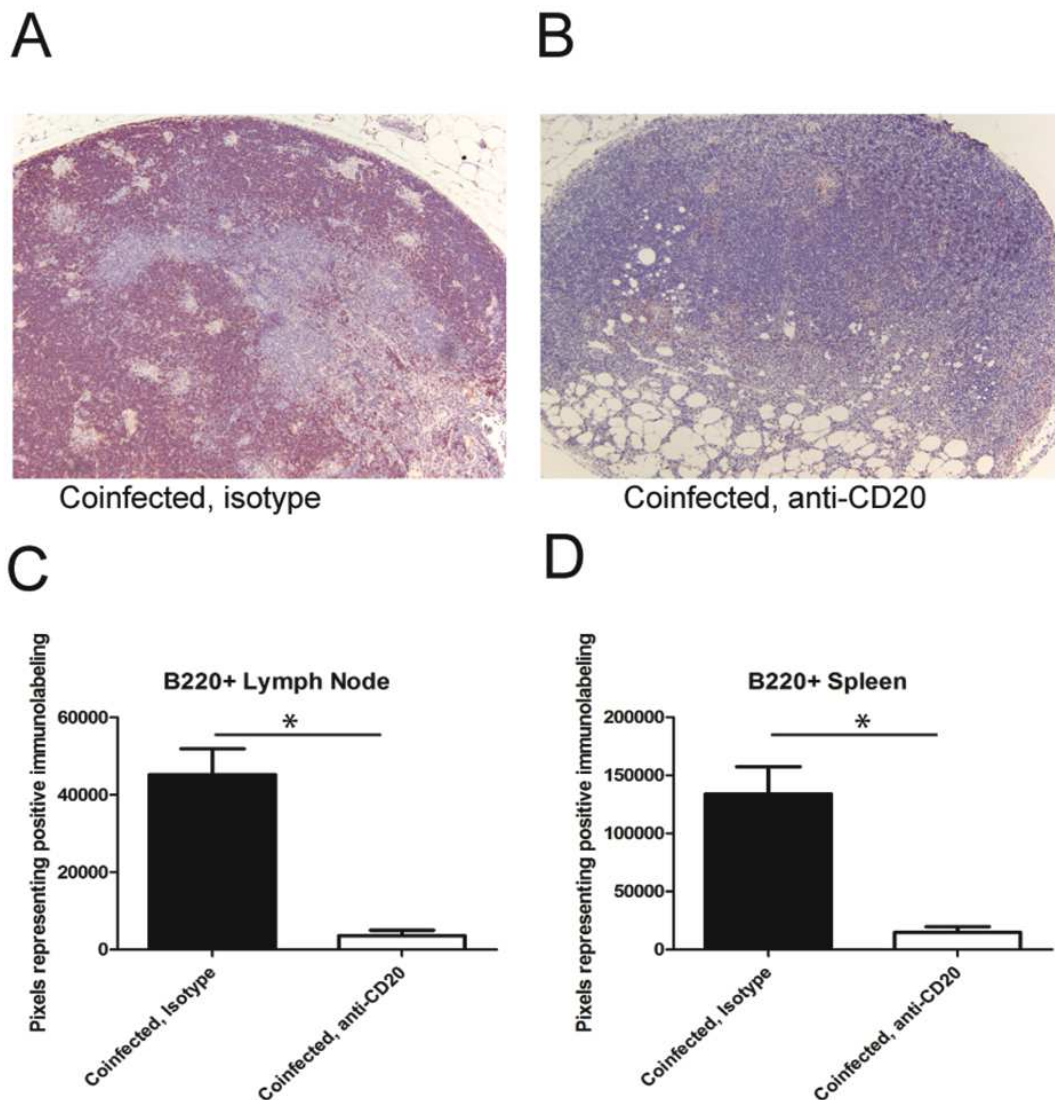 A
B
Coinfected, isotype
Coinfected, anti-CD20
C
D
B220+ Lymph Node
Pixels representing positive immunolabeling
60000
40000
20000
0
*
Coinfected, Isotype
Coinfected, anti-CD20
B220+ Spleen
Pixels representing positive immunolabeling
200000
150000
100000
50000
0
*
Coinfected, Isotype
Coinfected, anti-CD20